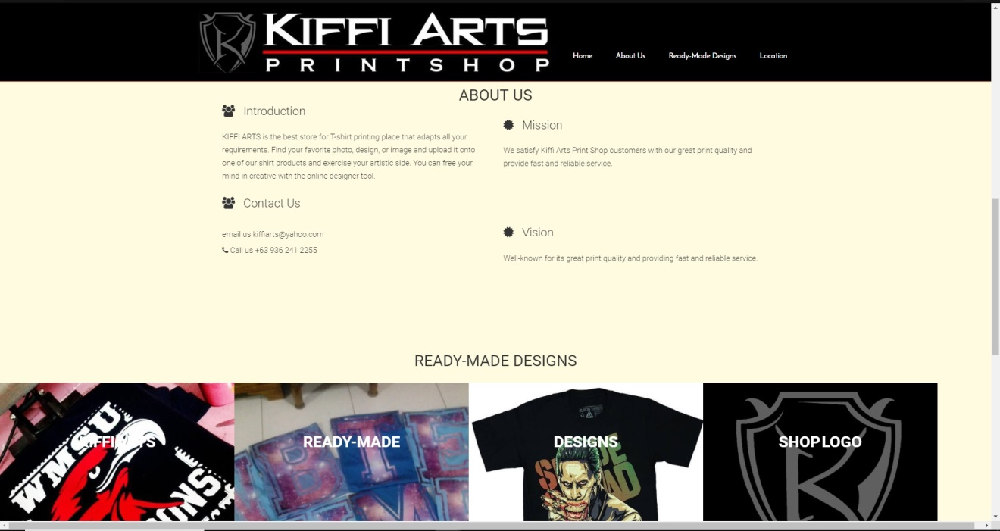 KIFFI ARTS
PRINTSHOP
Home
About Us
Ready-Made Designs
Location
ABOUT US
Introduction
KIFFI ARTS is the best store for T-shirt printing place that adapts all your
requirements. Find your favorite photo, design, or image and upload it onto
one of our shirt products and exercise your artistic side. You can free your
mind in creative with the online designer tool.
Contact Us
email us kiffiarts@yahoo.com
Call us +63 936 241 2255
Mission
We satisfy Kiffi Arts Print Shop customers with our great print quality and
provide fast and reliable service.
Vision
Well-known for its great print quality and providing fast and reliable service.
READY-MADE DESIGNS
WMSU
READY-MADE
DESIGNS
SHOP LOGO